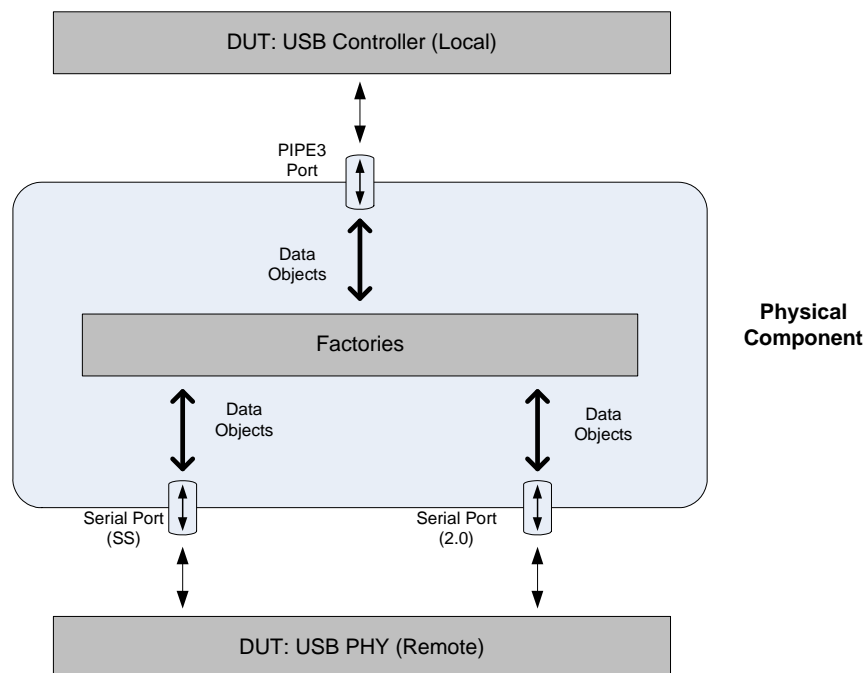 DUT: USB Controller (Local)
PIPE3
Port
Data
Objects
Physical
Component
Factories
Data
Objects
Data
Objects
Serial Port
(SS)
Serial Port
(2.0)
DUT: USB PHY (Remote)